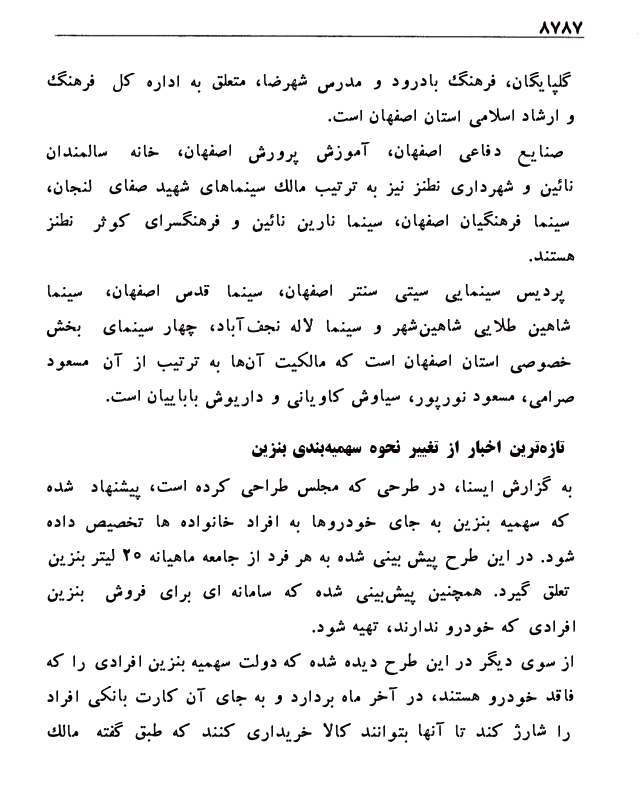 ۸۷۸۷
گلپایگان، فرهنگ بادرود و مدرس شهرضا، متعلق به اداره کل فرهنگ
و ارشاد اسلامی استان اصفهان است.
صنایع دفاعی اصفهان، آموزش پرورش اصفهان، خانه سالمندان
نائین و شهرداری نطنز نیز به ترتیب مالك سینماهای شهید صفای لنجان،
سینما فرهنگیان اصفهان، سینما نارین نائین و فرهنگسرای کوثر نطنز
هستند.
پردیس سینمایی سیتی سنتر اصفهان، سینما قدس اصفهان، سینما
شاهین طلایی شاهین‌شهر و سینما لاله نجف‌آباد، چهار سینمای بخش
خصوصی استان اصفهان است که مالکیت آن‌ها به ترتیب از آن مسعود
صرامی، مسعود نورپور، سیاوش کاویانی و داریوش باباییان است.
تازه‌ترین اخبار از تغییر نحوه سهمیه‌بندی بنزین
به گزارش ایسنا، در طرحی که مجلس طراحی کرده است، پیشنهاد شده
که سهمیه بنزین به جای خودروها به افراد خانواده ها تخصیص داده
شود. در این طرح پیش بینی شده به هر فرد از جامعه ماهیانه ۲۵ لیتر بنزین
تعلق گیرد. همچنین پیش‌بینی شده که سامانه ای برای فروش بنزین
افرادی که خودرو ندارند، تهیه شود.
از سوی دیگر در این طرح دیده شده که دولت سهمیه بنزین افرادی را که
فاقد خودرو هستند، در آخر ماه بردارد و به جای آن کارت بانکی افراد
را شارژ کند تا آنها بتوانند کالا خریداری کنند که طبق گفته مالك